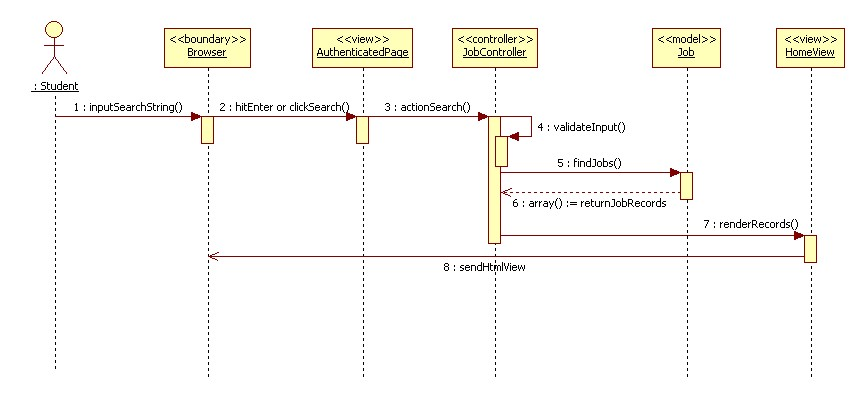 <<boundary>>
Browser
<<view>>
AuthenticatedPage
<<controller>>
JobController
<<model>>
Job
<<view>>
HomeView
: Student
1 : inputSearchString()
2 : hitEnter or clickSearch()
3 : actionSearch()
4 : validateInput()
5 : findJobs()
6 : array() := returnJobRecords
7 : renderRecords()
8 : sendHtmlView